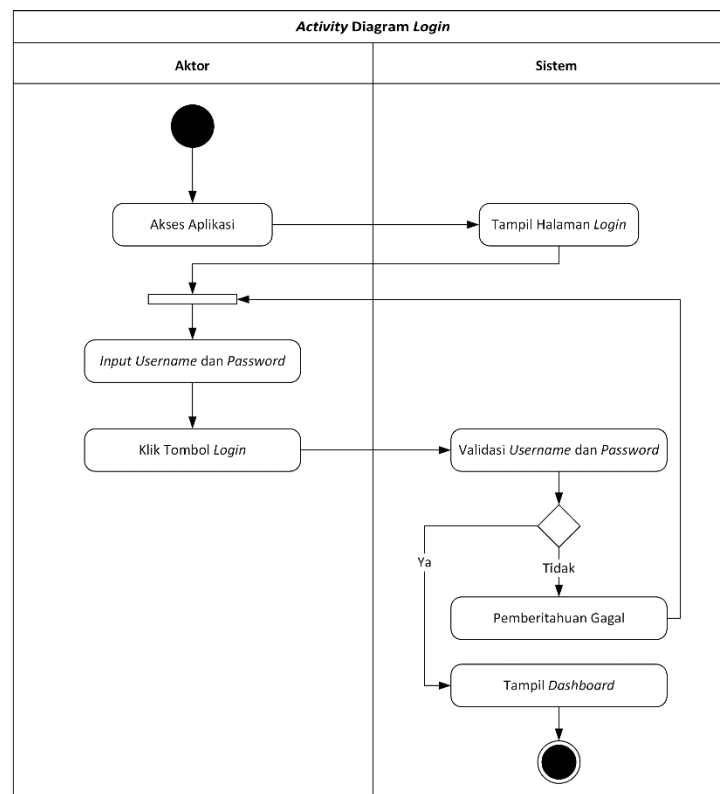 Activity Diagram Login
Aktor
Sistem
Akses Aplikasi
Tampil Halaman Login
Input Username dan Password
Klik Tombol Login
Validasi Username dan Password
Ya
Tidak
Pemberitahuan Gagal
Tampil Dashboard